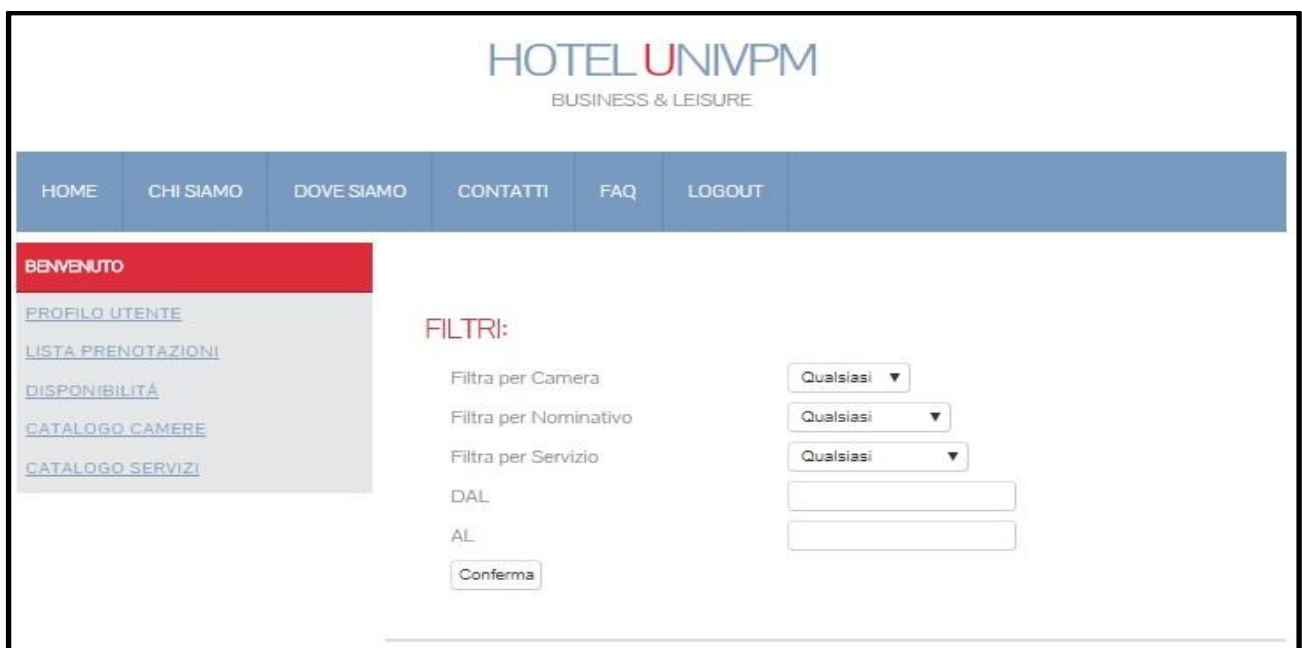 HOTEL UNIVPM
BUSINESS & LEISURE
HOME CHI SIAMO DOVE SIAMO CONTATTI FAQ LOGOUT
BENVENUTO
PROFILO UTENTE
LISTA PRENOTAZIONI
DISPONIBILITÁ
CATALOGO CAMERE
CATALOGO SERVIZI
FILTRI:
Filtra per Camera Qualsiasi
Filtra per Nominativo Qualsiasi
Filtra per Servizio Qualsiasi
DAL
AL
Conferma